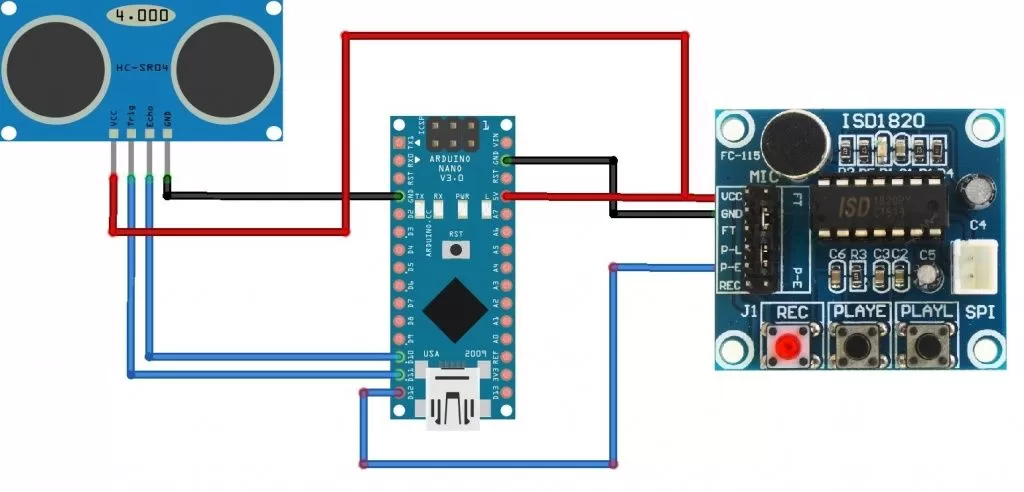 4.000
HC-SR04
VCC
Trig
Echo
GND
ICSP
1
ARDUINO
NANO
V3.0
TX1
RX0
RST
GND
D2
D3
D4
D5
D6
D7
D8
D9
D10
D11
D12
VIN
GND
RST
5V
A7
A6
A5
A4
A3
A2
A1
A0
REF
3V3
D13
TX RX PWR L
ARDUINO.CC
RST
USA 2009
ISD1820
FC-115
MIC
VCC
GND
FT
P-L
P-E
REC
FT
P-E
ISD
1820PY
C4
C6 R3 C3 C2 C5
J1
REC
PLAYE
PLAYL
SPI